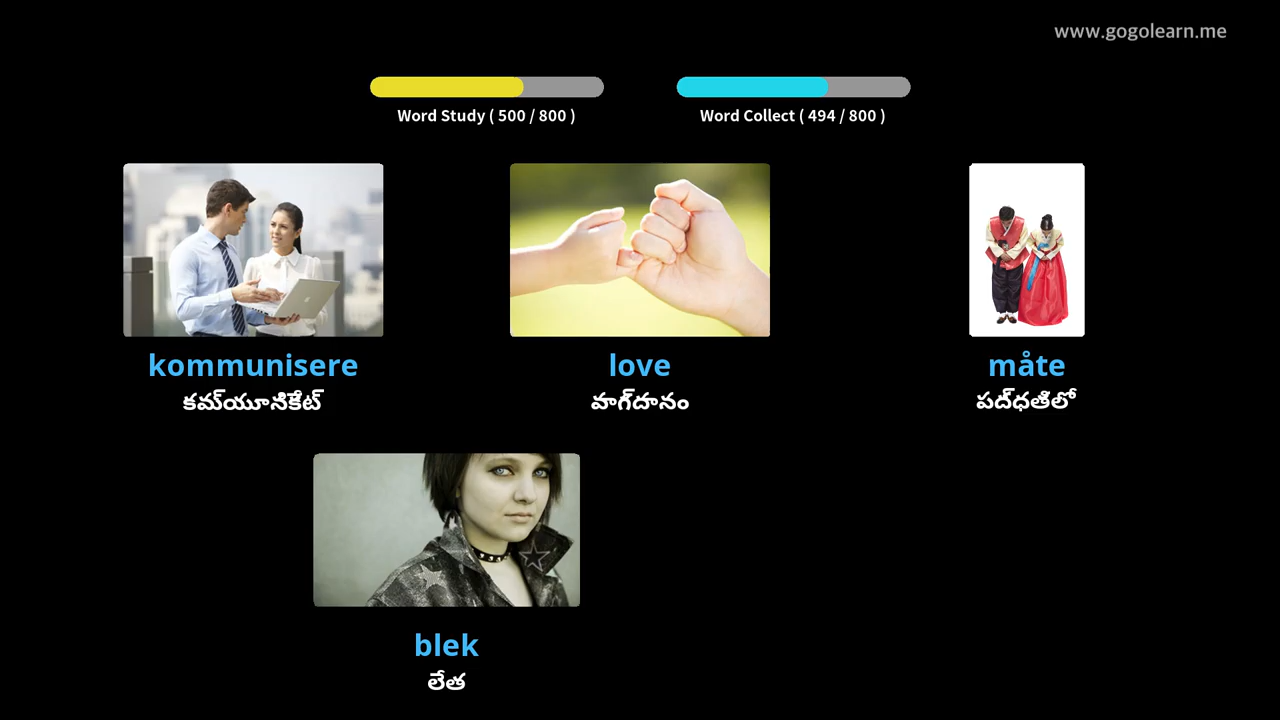 www.gogolearn.me
Word Study ( 500 / 800 )
Word Collect ( 494 / 800 )
kommunisere
love
måte
కమ్యూనికేట్
వాగ్దానం
పద్ధతిలో
blek
లేత